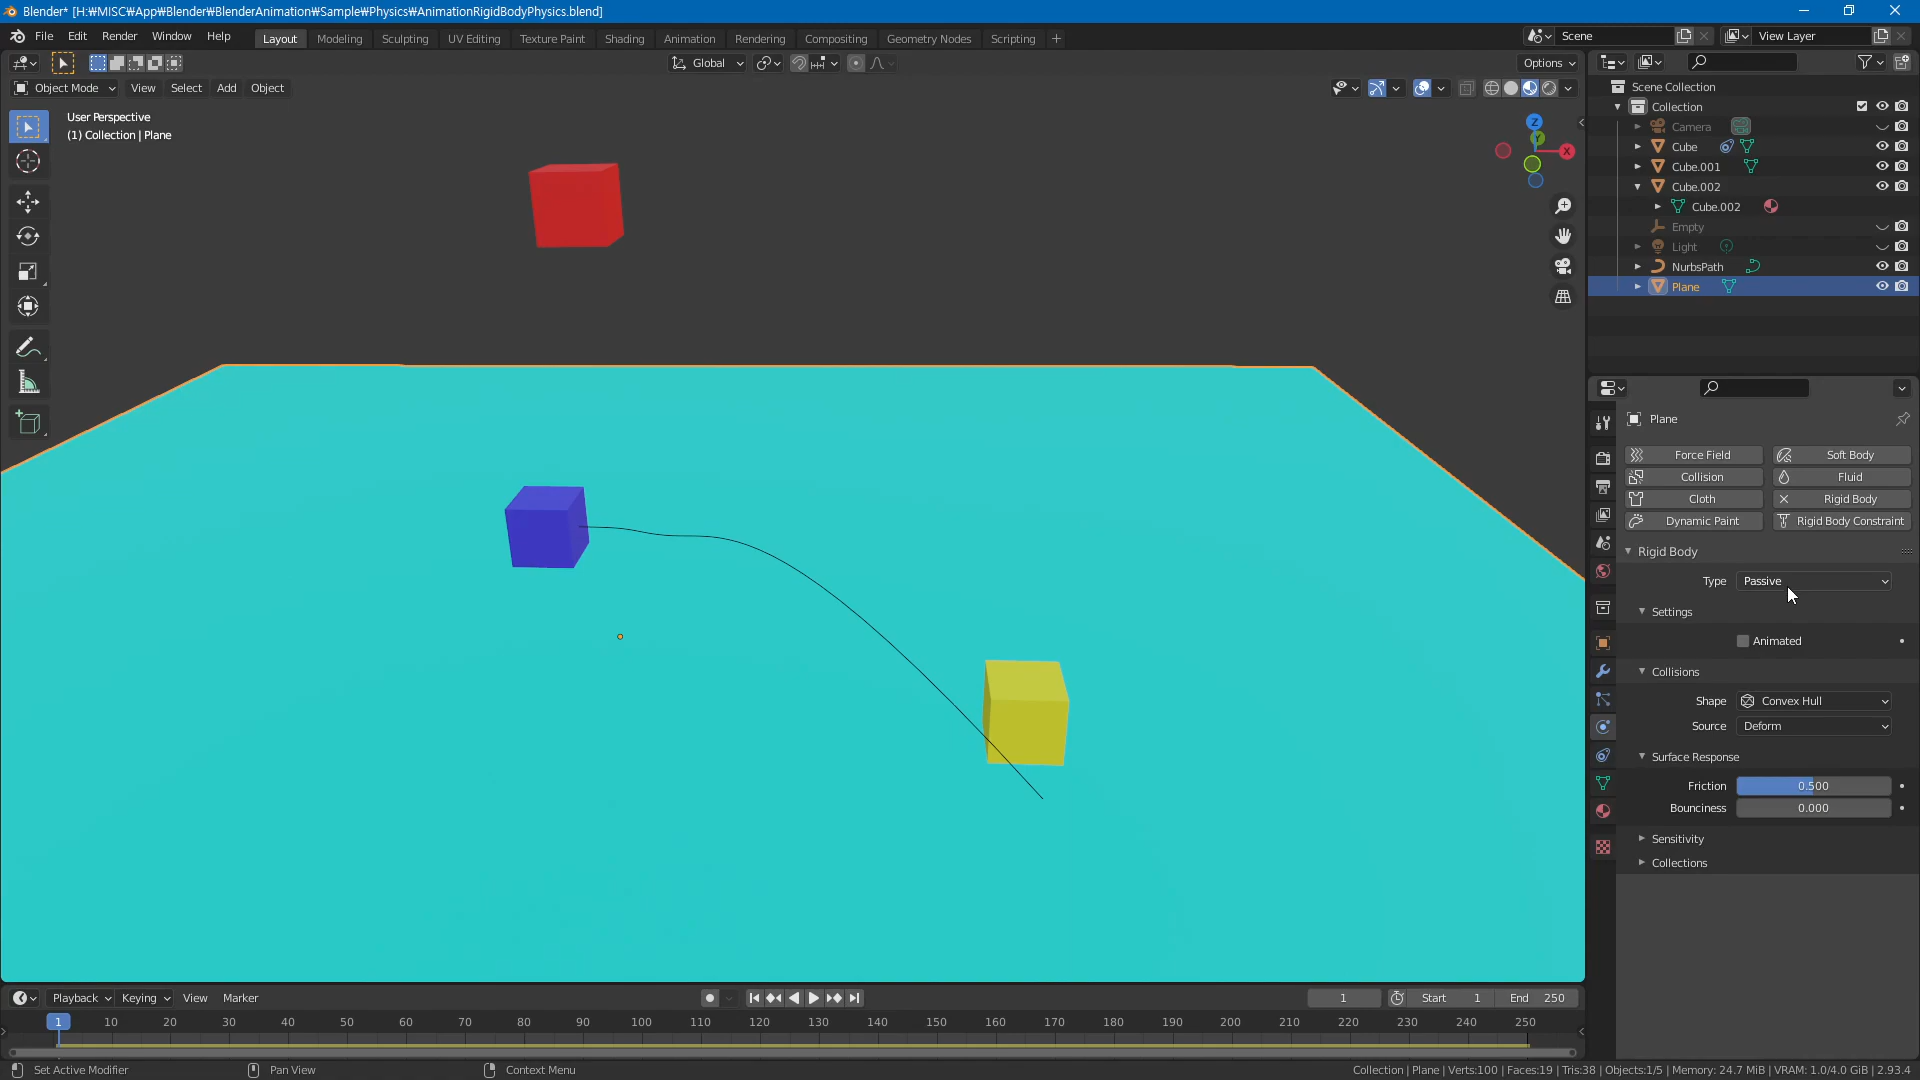 Blender* [H:₩MISC₩App₩Blender₩BlenderAnimation₩Sample₩Physics₩AnimationRigidBodyPhysics.blend]
File Edit Render Window Help Layout Modeling Sculpting UV Editing Texture Paint Shading Animation Rendering Compositing Geometry Nodes Scripting + Scene View Layer
Global Options
Object Mode View Select Add Object
User Perspective
(1) Collection | Plane
Z
Y
X
Scene Collection
Collection
Camera
Cube
Cube.001
Cube.002
Cube.002
Empty
Light
NurbsPath
Plane
Plane
Force Field Soft Body
Collision Fluid
Cloth Rigid Body
Dynamic Paint Rigid Body Constraint
Rigid Body
Type Passive
Settings
Animated
Collisions
Shape Convex Hull
Source Deform
Surface Response
Friction 0.500
Bounciness 0.000
Sensitivity
Collections
Playback Keying View Marker 1 Start 1 End 250
1 10 20 30 40 50 60 70 80 90 100 110 120 130 140 150 160 170 180 190 200 210 220 230 240 250
Set Active Modifier Pan View Context Menu Collection | Plane | Verts:100 | Faces:19 | Tris:38 | Objects:1/5 | Memory: 24.7 MiB | VRAM: 1.0/4.0 GiB | 2.93.4